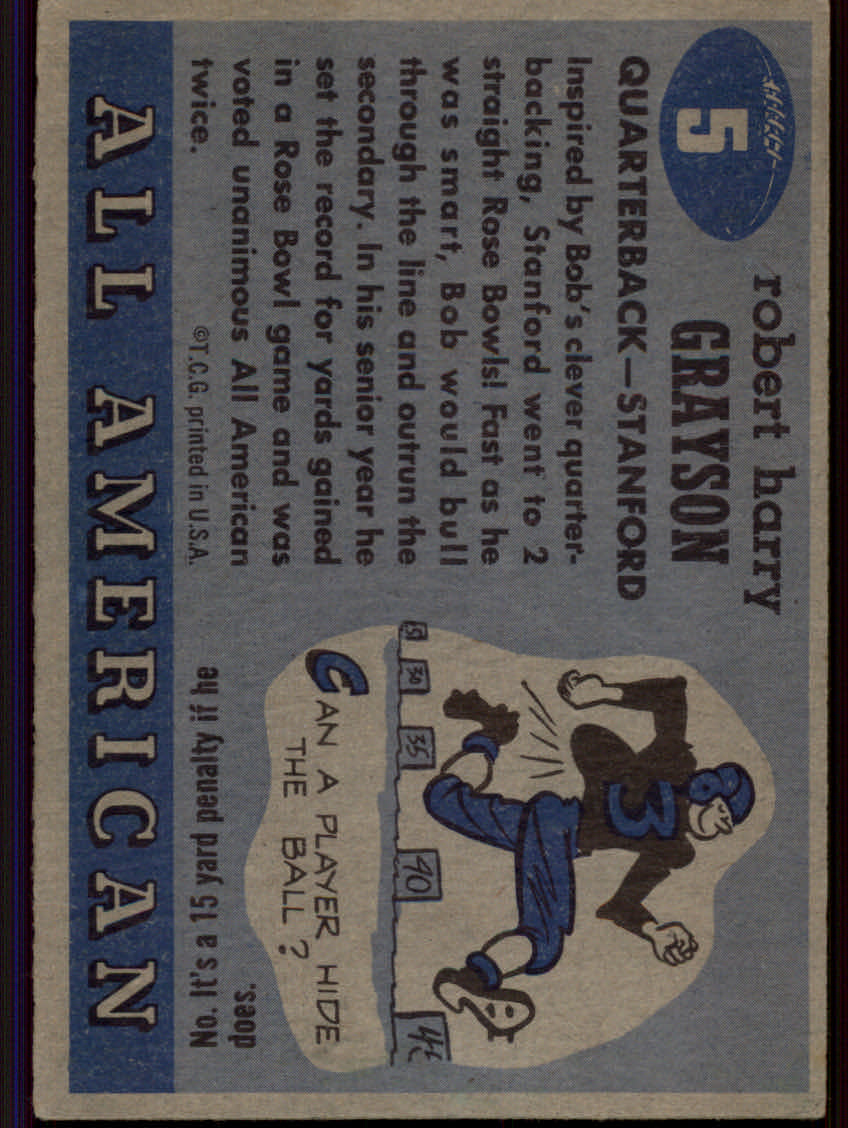 5
robert harry
GRAYSON
QUARTERBACK—STANFORD
Inspired by Bob's clever quarter-
backing, Stanford went to 2
straight Rose Bowls! Fast as he
was smart, Bob would bull
through the line and outrun the
secondary. In his senior year he
set the record for yards gained
in a Rose Bowl game and was
voted unanimous All American
twice.
©T.C.G. printed in U.S.A.
3
30
35
40
CAN A PLAYER HIDE
THE BALL?
No. It's a 15 yard penalty if he
does.
ALL AMERICAN